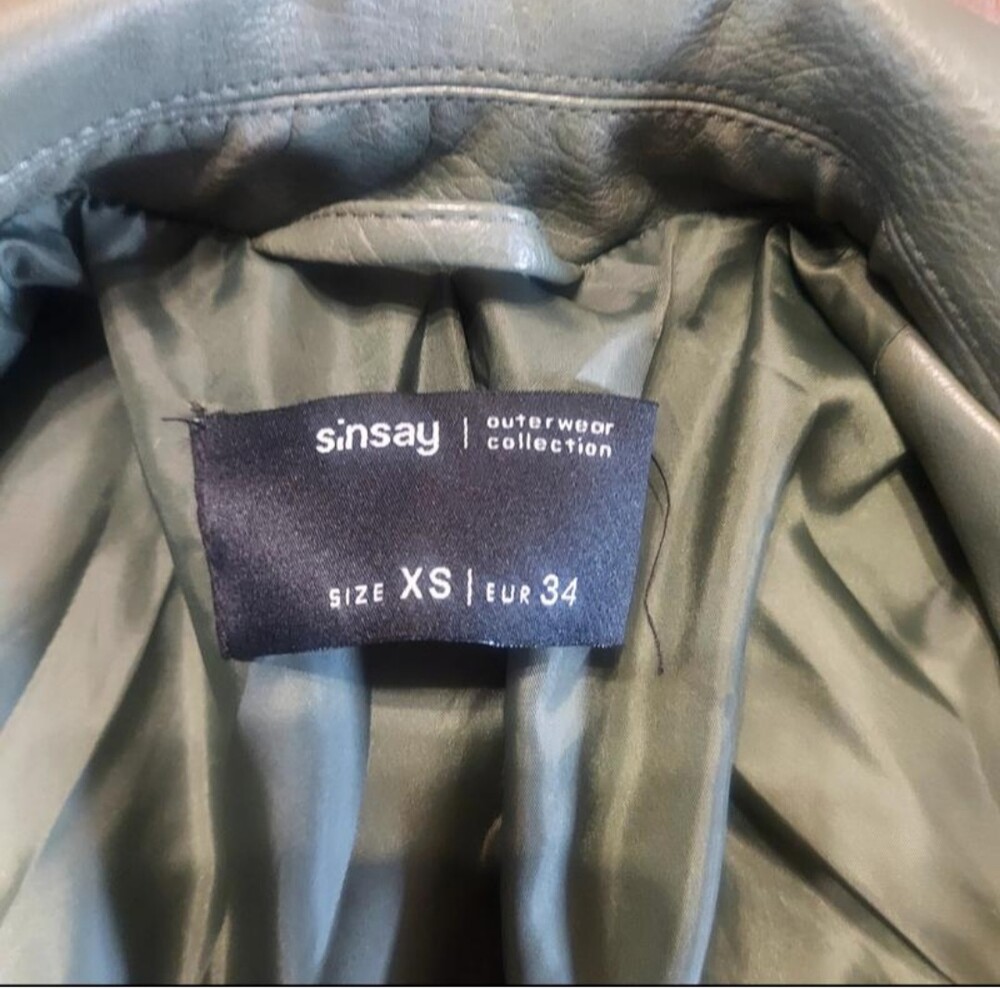 sinsay | outerwear
collection
SIZE XS | EUR 34